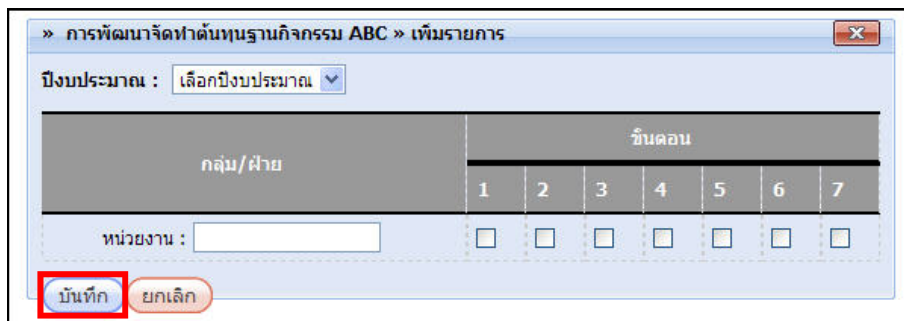 » การพัฒนาจัดทำต้นทุนฐานกิจกรรม ABC » เพิ่มรายการ
ปีงบประมาณ : เลือกปีงบประมาณ
กลุ่ม/ฝ่าย
ขั้นตอน
1 2 3 4 5 6 7
หน่วยงาน :
บันทึก ยกเลิก